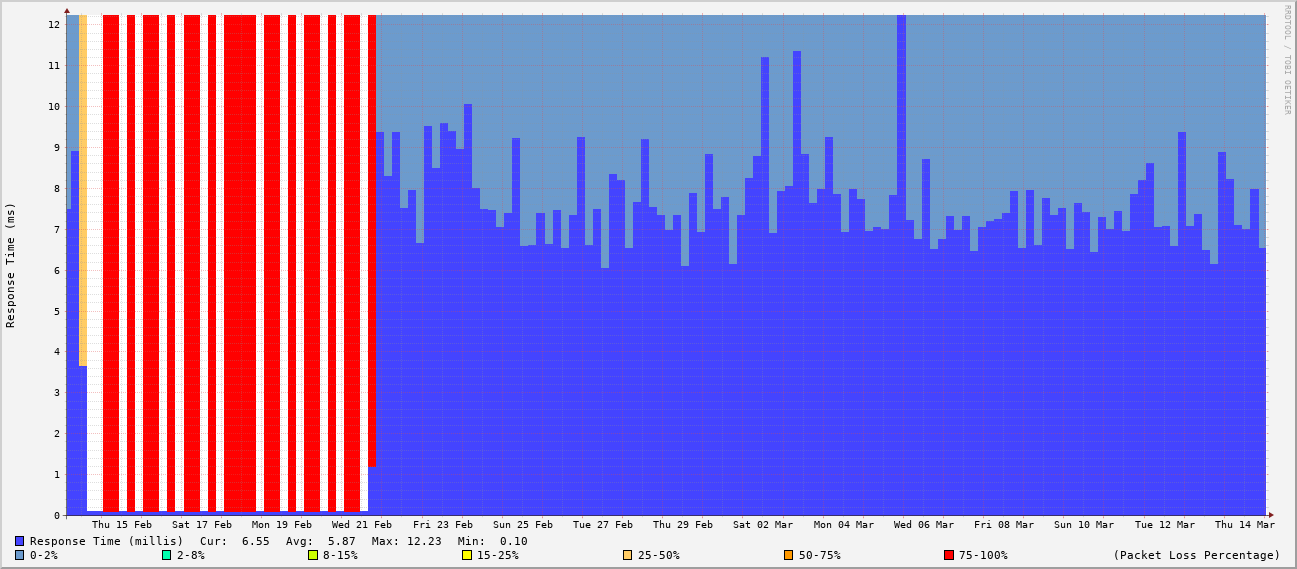 RRDTOOL / TOBI OETIKER
Response Time (ms)
12
11
10
9
8
7
6
5
4
3
2
1
0
Thu 15 Feb Sat 17 Feb Mon 19 Feb Wed 21 Feb Fri 23 Feb Sun 25 Feb Tue 27 Feb Thu 29 Feb Sat 02 Mar Mon 04 Mar Wed 06 Mar Fri 08 Mar Sun 10 Mar Tue 12 Mar Thu 14 Mar
Response Time (millis) Cur: 6.55 Avg: 5.87 Max: 12.23 Min: 0.10
0-2% 2-8% 8-15% 15-25% 25-50% 50-75% 75-100% (Packet Loss Percentage)